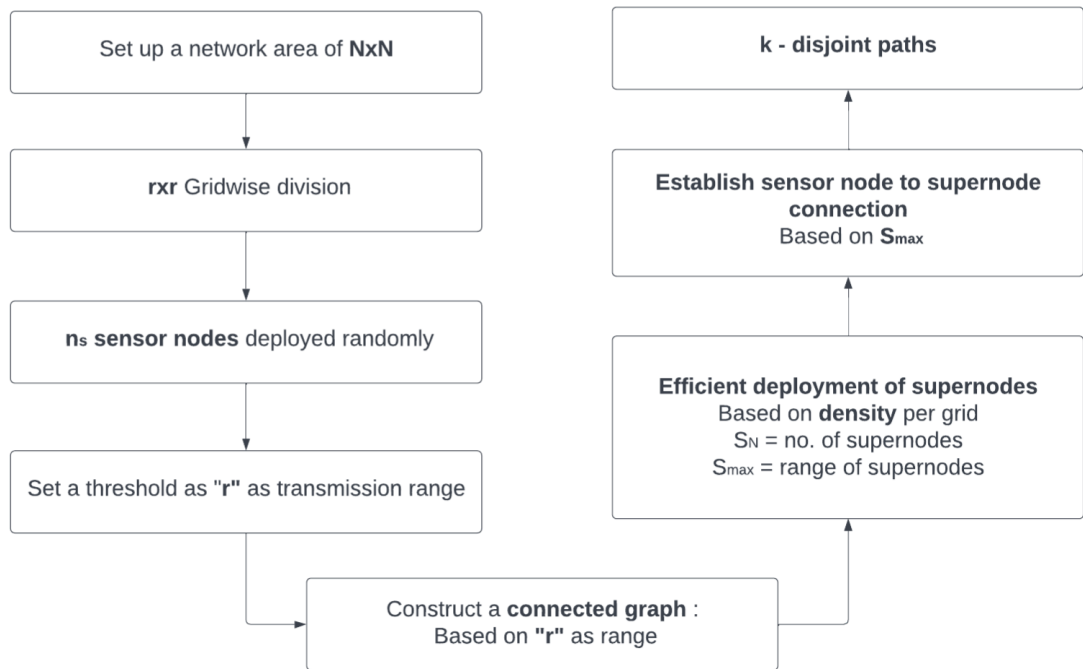 Set up a network area of NxN
rxr Gridwise division
ns sensor nodes deployed randomly
Set a threshold as "r" as transmission range
Construct a connected graph :
Based on "r" as range
Efficient deployment of supernodes
Based on density per grid
SN = no. of supernodes
Smax = range of supernodes
Establish sensor node to supernode
connection
Based on Smax
k - disjoint paths